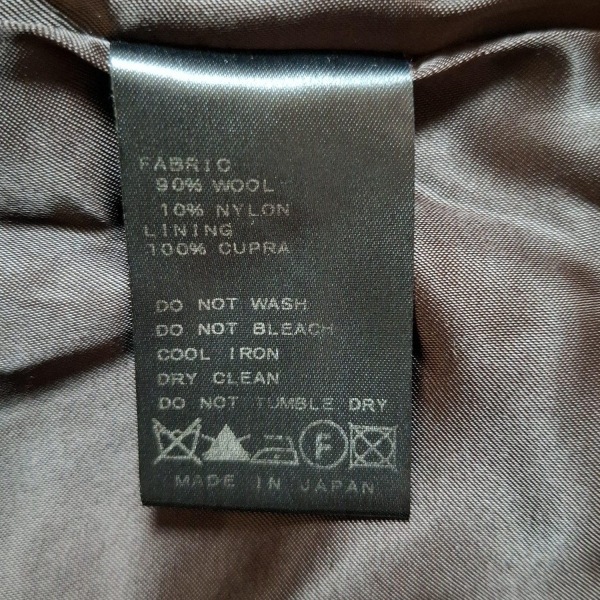 FABRIC
90% WOOL
10% NYLON
LINING
100% CUPRA
DO NOT WASH
DO NOT BLEACH
COOL IRON
DRY CLEAN
DO NOT TUMBLE DRY
F
MADE IN JAPAN